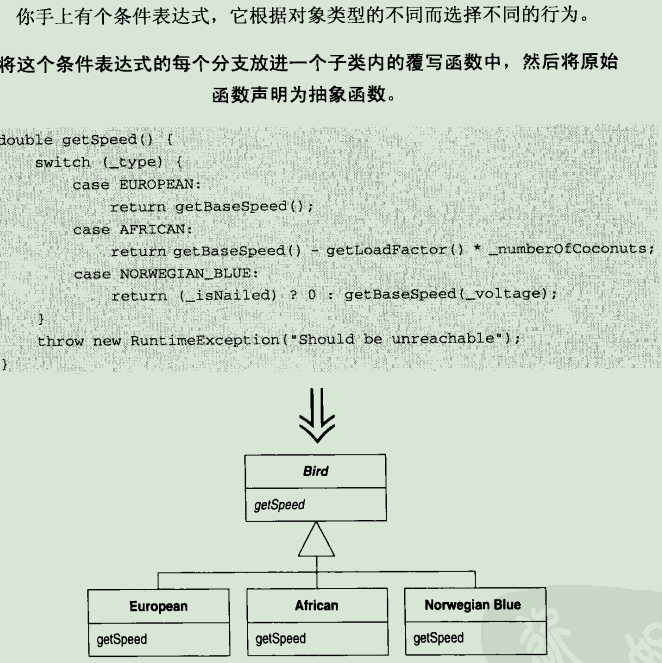 你手上有个条件表达式，它根据对象类型的不同而选择不同的行为。
将这个条件表达式的每个分支放进一个子类内的覆写函数中，然后将原始
函数声明为抽象函数。
double getSpeed() {
switch (_type) {
case EUROPEAN:
return getBaseSpeed();
case AFRICAN:
return getBaseSpeed() - getLoadFactor() * _numberOfCoconuts;
case NORWEGIAN_BLUE:
return (_isNailed) ? 0 : getBaseSpeed(_voltage);
}
throw new RuntimeException("Should be unreachable");
}
Bird
getSpeed
European
African
Norwegian Blue
getSpeed
getSpeed
getSpeed